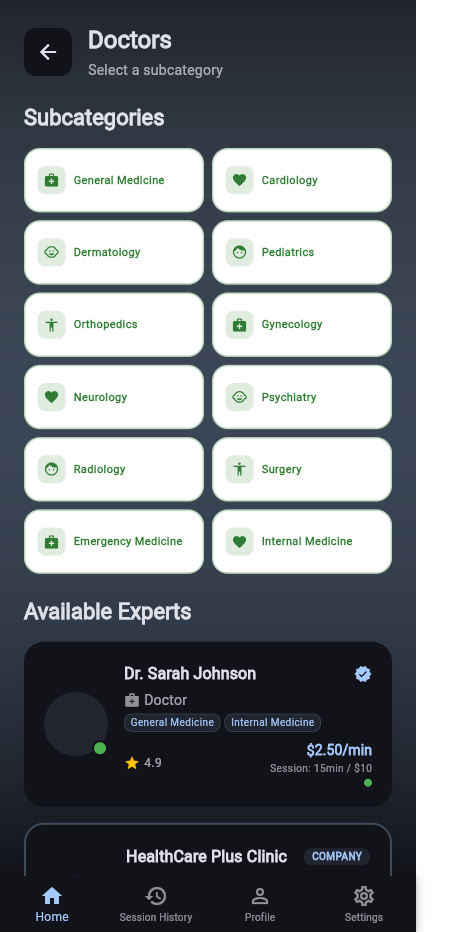 Doctors
Select a subcategory
Subcategories
General Medicine
Cardiology
Dermatology
Pediatrics
Orthopedics
Gynecology
Neurology
Psychiatry
Radiology
Surgery
Emergency Medicine
Internal Medicine
Available Experts
Dr. Sarah Johnson
Doctor
General Medicine Internal Medicine
4.9
$2.50/min
Session: 15min / $10
HealthCare Plus Clinic COMPANY
Home Session History Profile Settings